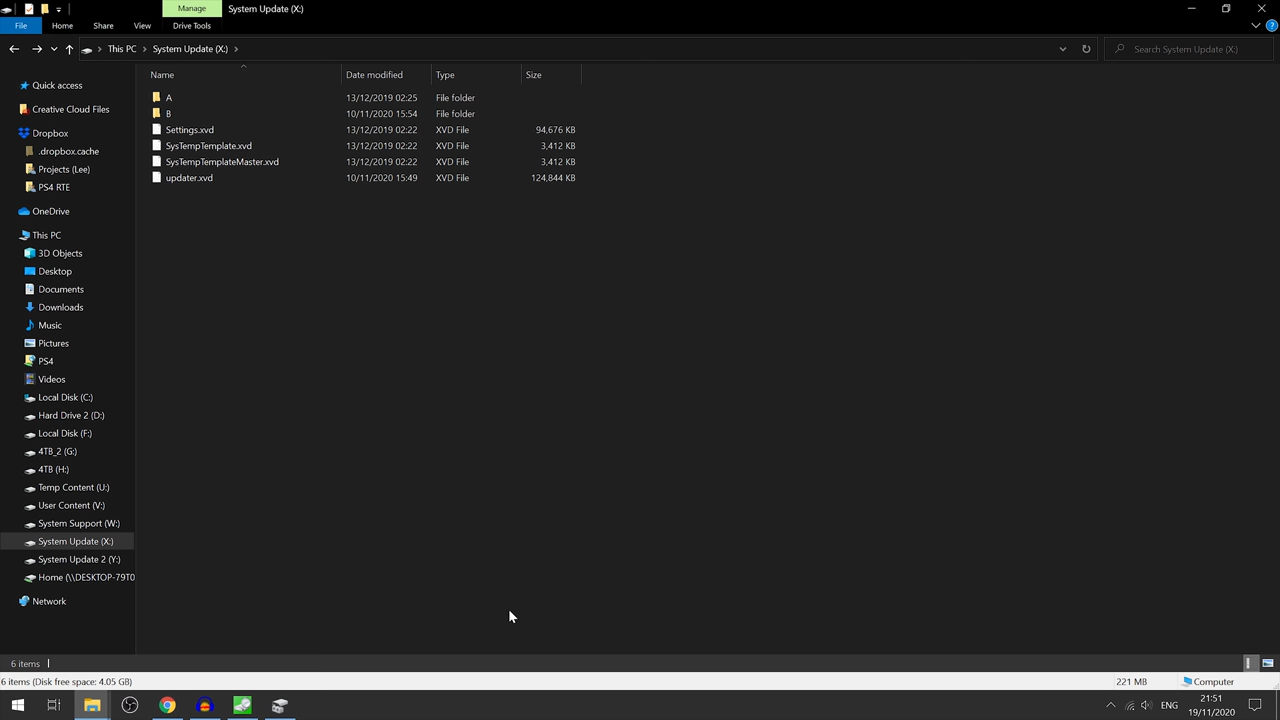 Manage System Update (X:)
File Home Share View Drive Tools
This PC System Update (X:) Search System Update (X:)
Name Date modified Type Size
Quick access
Creative Cloud Files
Dropbox
.dropbox.cache
Projects (Lee)
PS4 RTE
OneDrive
This PC
3D Objects
Desktop
Documents
Downloads
Music
Pictures
PS4
Videos
Local Disk (C:)
Hard Drive 2 (D:)
Local Disk (F:)
4TB_2 (G:)
4TB (H:)
Temp Content (U:)
User Content (V:)
System Support (W:)
System Update (X:)
System Update 2 (Y:)
Home (\\DESKTOP-79T0
Network
A 13/12/2019 02:25 File folder
B 10/11/2020 15:54 File folder
Settings.xvd 13/12/2019 02:22 XVD File 94,676 KB
SysTempTemplate.xvd 13/12/2019 02:22 XVD File 3,412 KB
SysTempTemplateMaster.xvd 13/12/2019 02:22 XVD File 3,412 KB
updater.xvd 10/11/2020 15:49 XVD File 124,844 KB
6 items
6 items (Disk free space: 4.05 GB) 221 MB Computer
ENG 21:51
19/11/2020